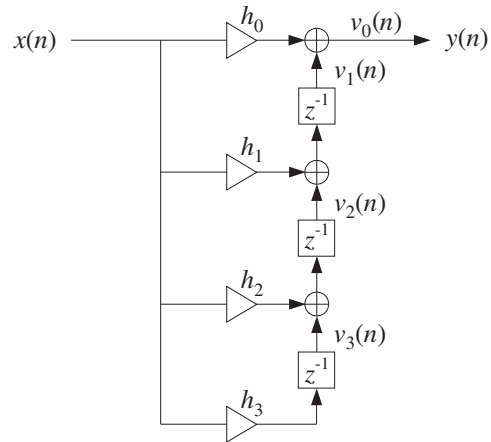 x(n) h₀ v₀(n) y(n)
v₁(n)
z⁻¹
h₁
v₂(n)
z⁻¹
h₂
v₃(n)
z⁻¹
h₃